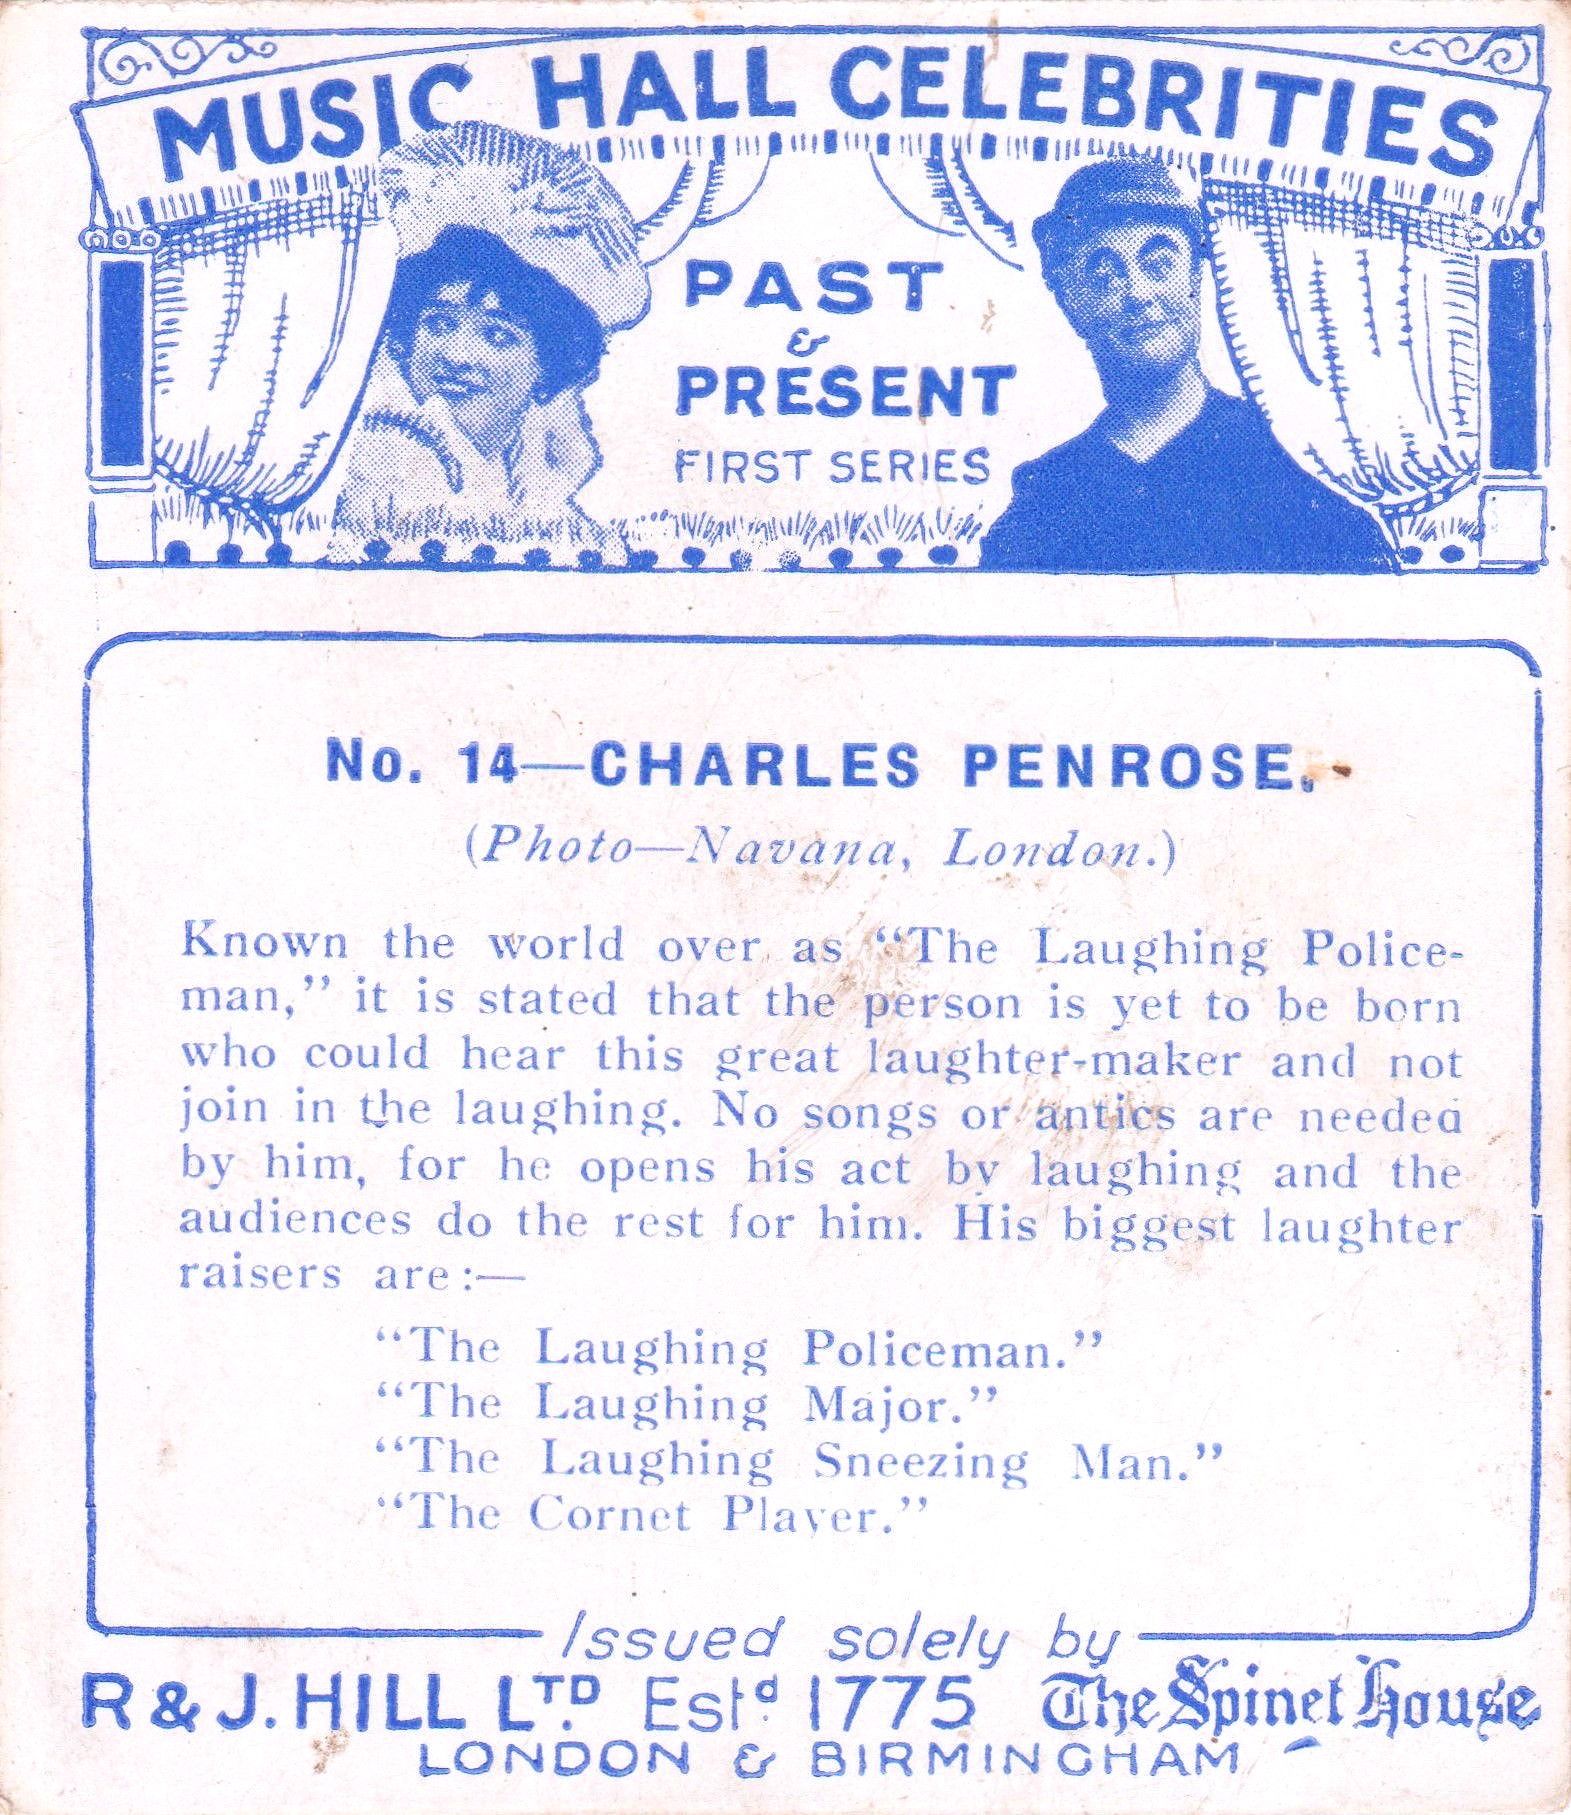 MUSIC HALL CELEBRITIES
PAST
&
PRESENT
FIRST SERIES
No. 14—CHARLES PENROSE.
(Photo—Navana, London.)
Known the world over as “The Laughing Police-
man,” it is stated that the person is yet to be born
who could hear this great laughter-maker and not
join in the laughing. No songs or antics are needed
by him, for he opens his act by laughing and the
audiences do the rest for him. His biggest laughter
raisers are:—
“The Laughing Policeman.”
“The Laughing Major.”
“The Laughing Sneezing Man.”
“The Cornet Player.”
Issued solely by
R & J. HILL LTD. Estd. 1775 The Spinet House
LONDON & BIRMINGHAM